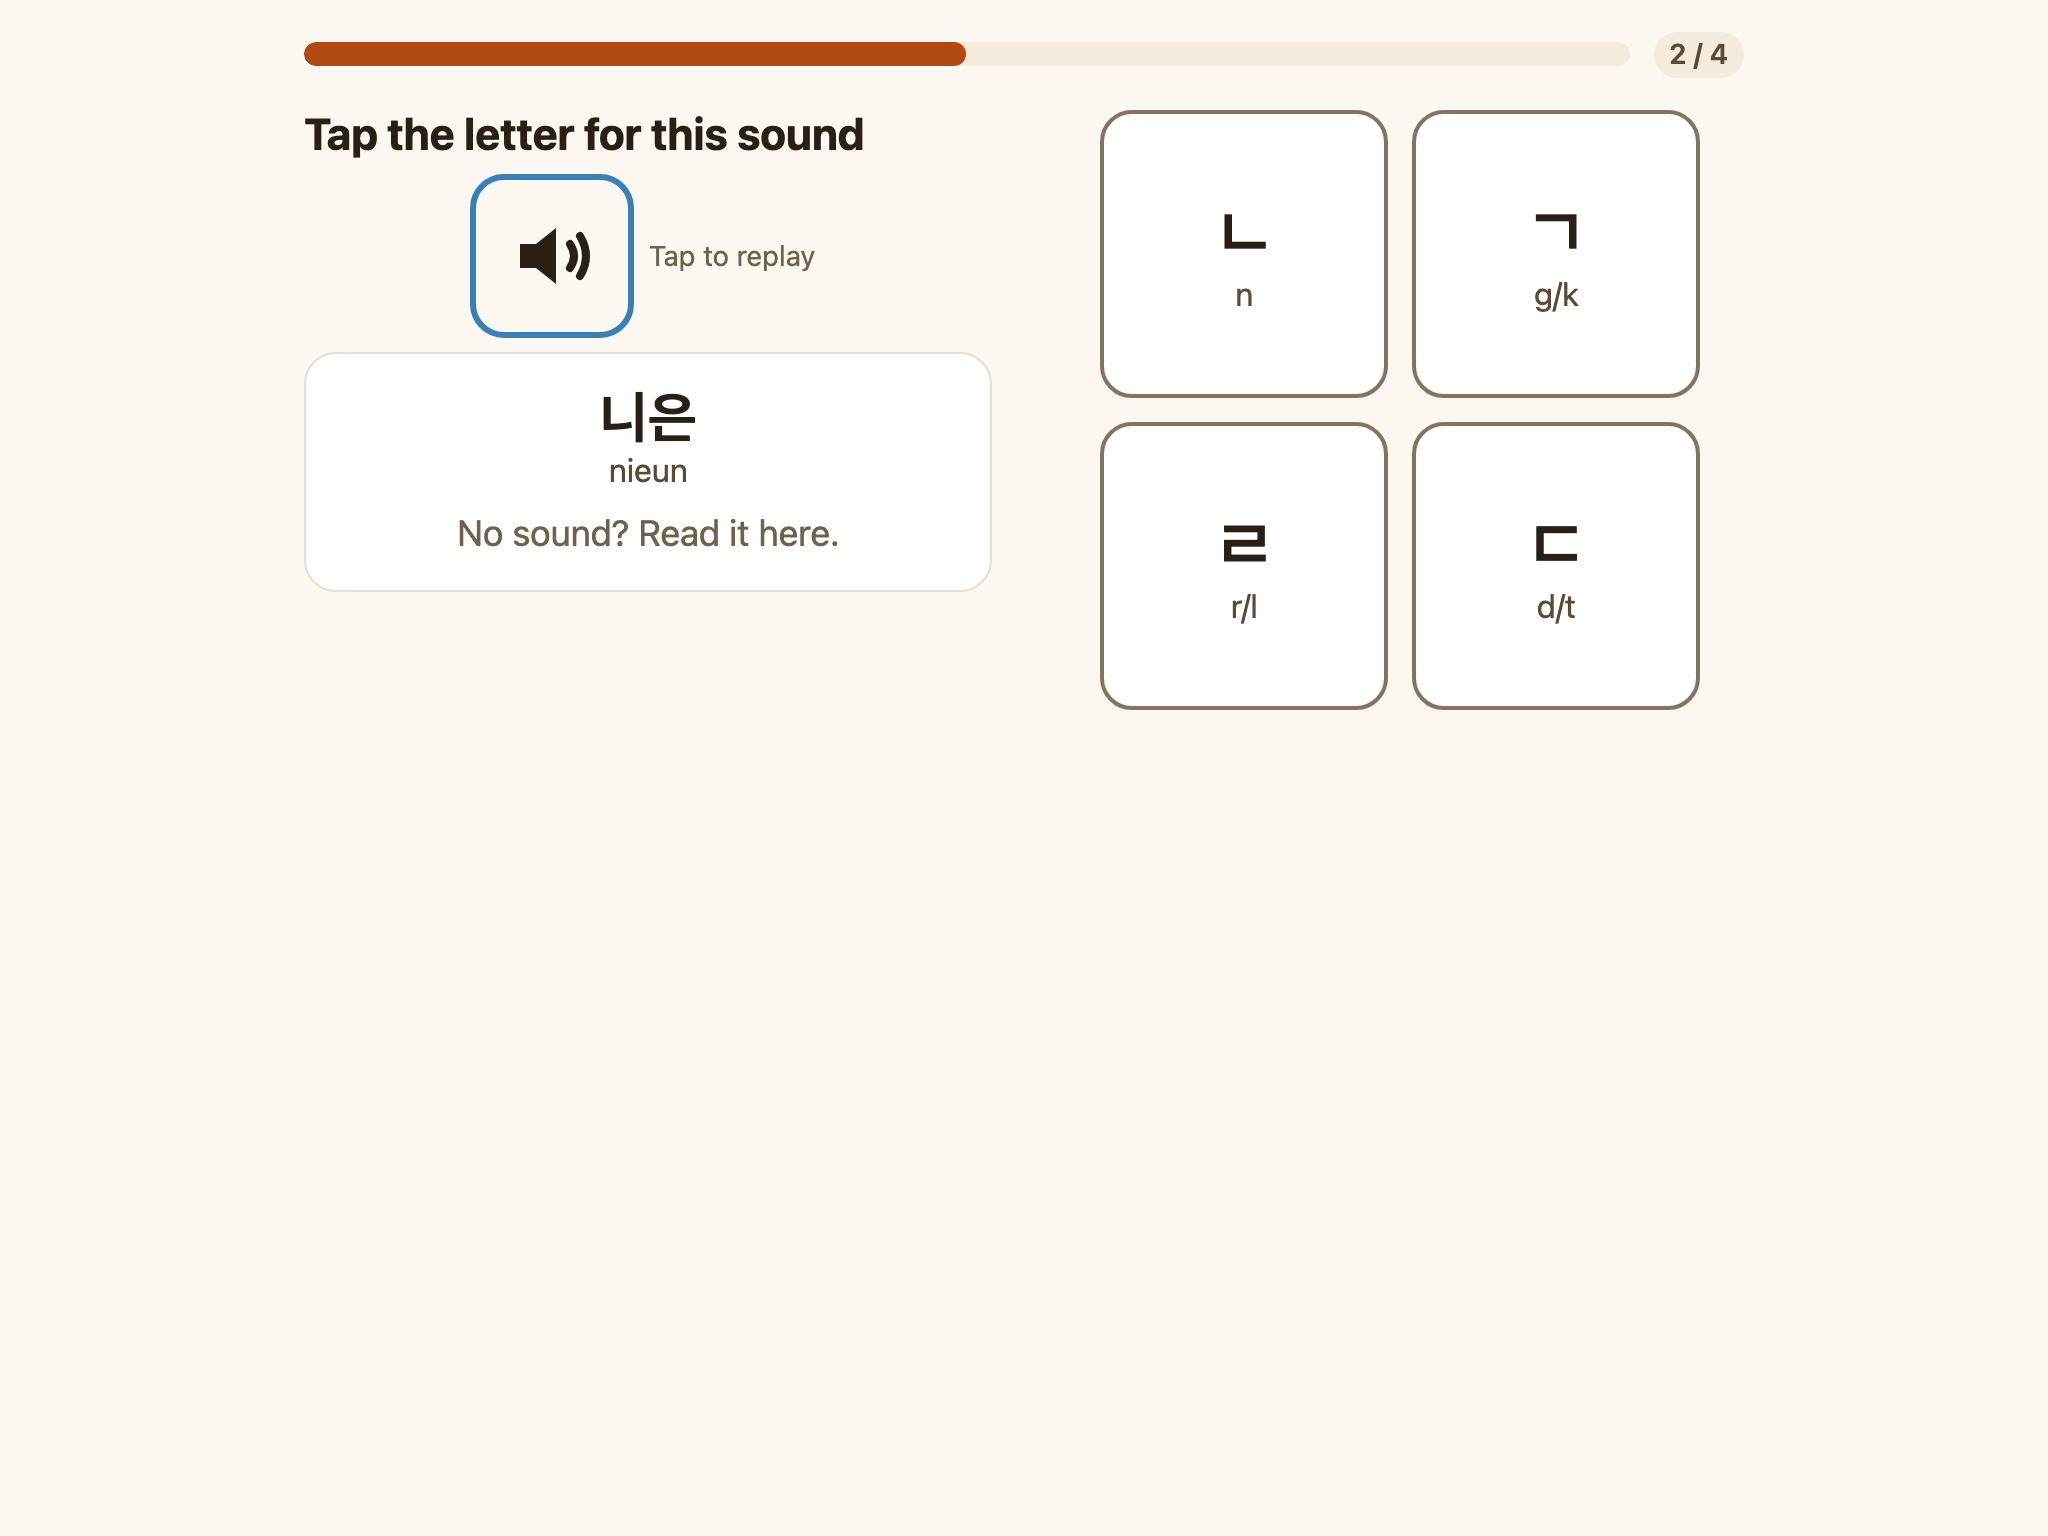 2 / 4
Tap the letter for this sound
Tap to replay
니은
nieun
No sound? Read it here.
ㄴ
n
ㄱ
g/k
ㄹ
r/l
ㄷ
d/t